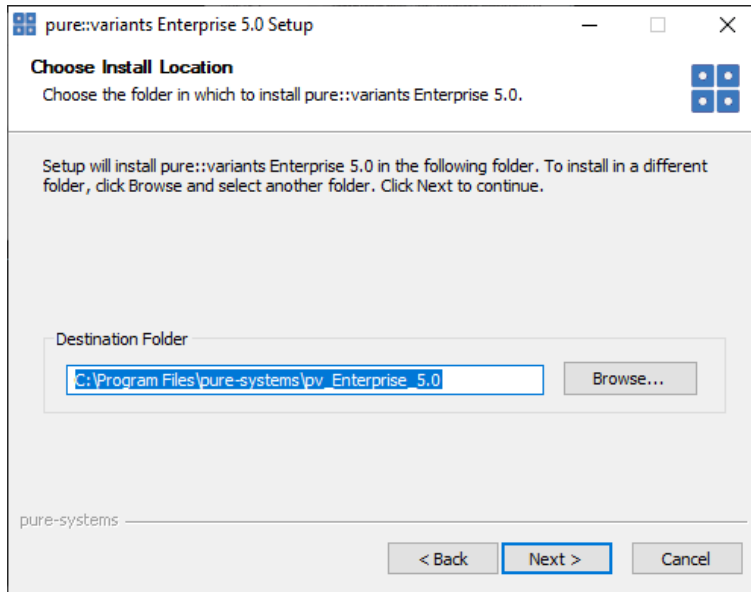 pure::variants Enterprise 5.0 Setup
Choose Install Location
Choose the folder in which to install pure::variants Enterprise 5.0.
Setup will install pure::variants Enterprise 5.0 in the following folder. To install in a different
folder, click Browse and select another folder. Click Next to continue.
Destination Folder
C:\Program Files\pure-systems\pv_Enterprise_5.0
Browse...
pure-systems
< Back
Next >
Cancel